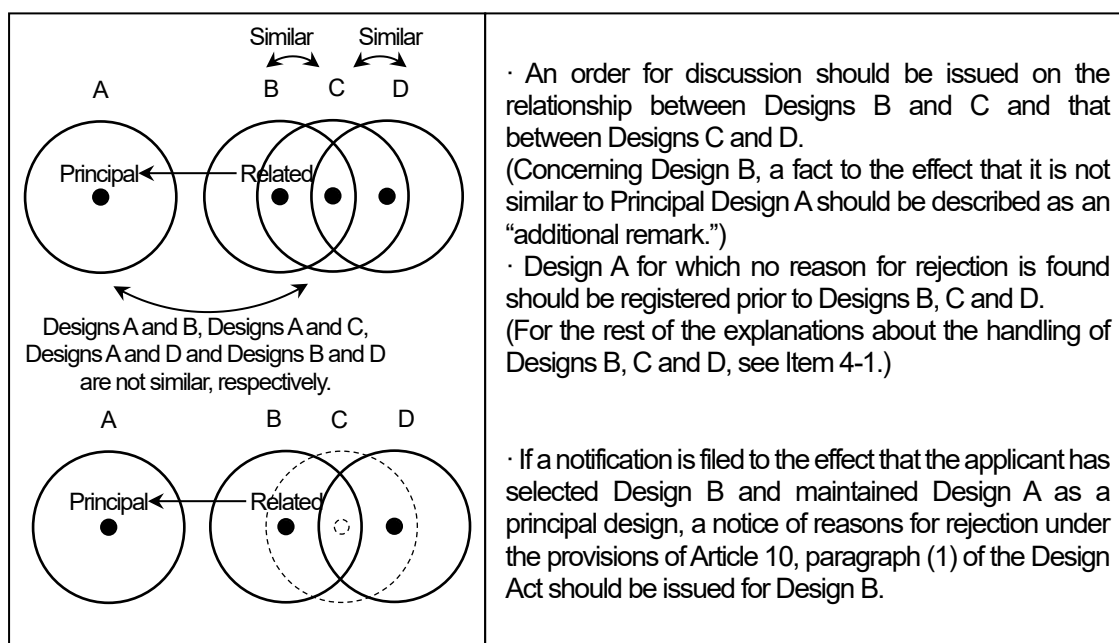 Similar Similar
A B C D
Principal Related
Designs A and B, Designs A and C,
Designs A and D and Designs B and D
are not similar, respectively.
A B C D
Principal Related
· An order for discussion should be issued on the
relationship between Designs B and C and that
between Designs C and D.
(Concerning Design B, a fact to the effect that it is not
similar to Principal Design A should be described as an
“additional remark.”)
· Design A for which no reason for rejection is found
should be registered prior to Designs B, C and D.
(For the rest of the explanations about the handling of
Designs B, C and D, see Item 4-1.)
· If a notification is filed to the effect that the applicant has
selected Design B and maintained Design A as a
principal design, a notice of reasons for rejection under
the provisions of Article 10, paragraph (1) of the Design
Act should be issued for Design B.